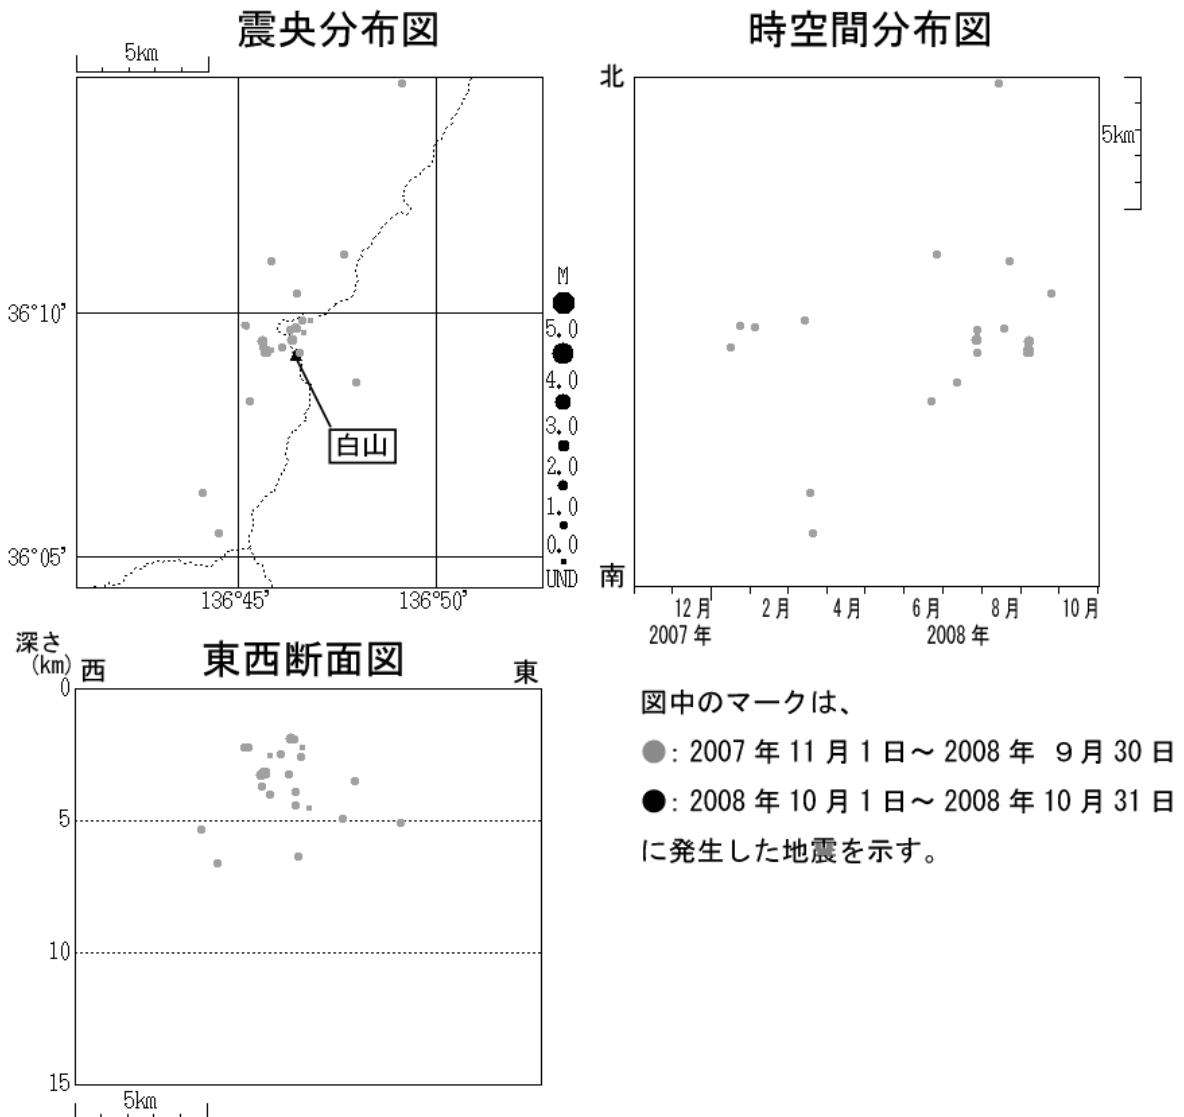 震央分布図
5km
36°10'
36°05'
136°45'
136°50'
白山
M
5.0
4.0
3.0
2.0
1.0
0.0
UND
時空間分布図
北
南
5km
12月 2月 4月 6月 8月 10月
2007年 2008年
東西断面図
深さ
(km)
西
東
0
5
10
15
5km
図中のマークは、
●: 2007年11月1日～2008年 9月30日
●: 2008年10月1日～2008年10月31日
に発生した地震を示す。